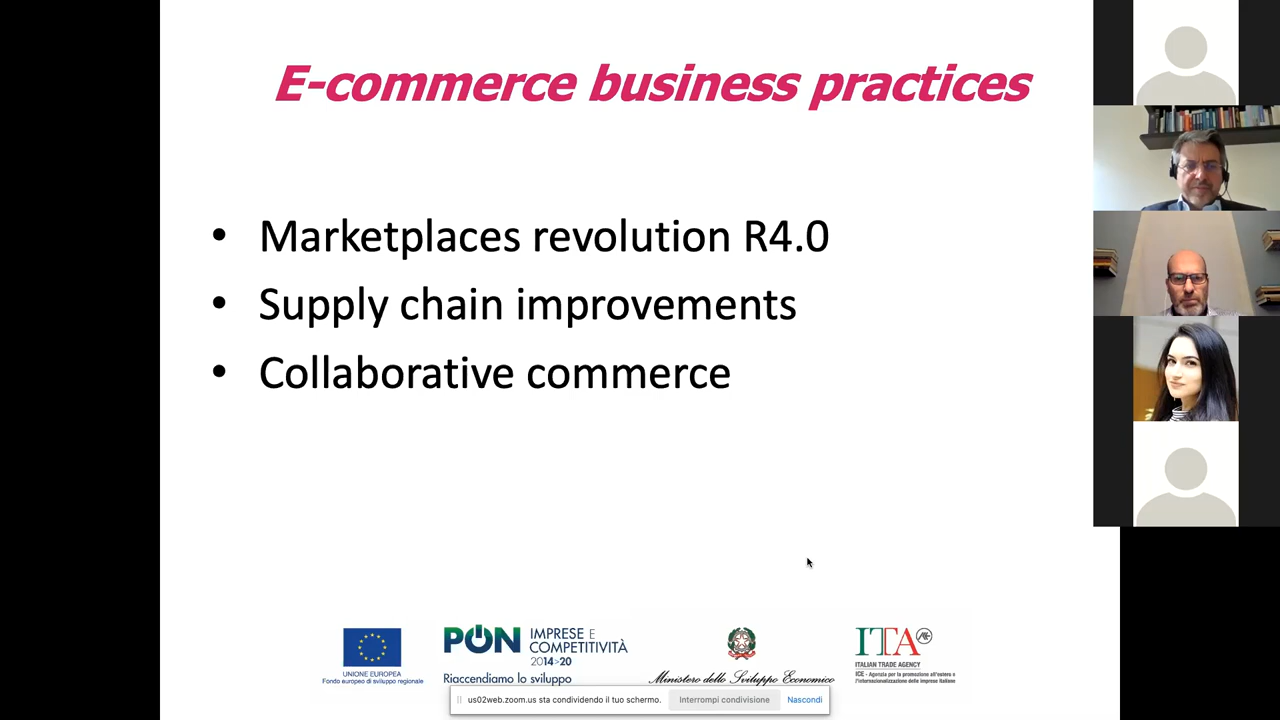 E-commerce business practices
• Marketplaces revolution R4.0
• Supply chain improvements
• Collaborative commerce
UNIONE EUROPEA
Fondo europeo di sviluppo regionale
PON IMPRESE E
COMPETITIVITÀ
2014>20
Riaccendiamo lo sviluppo
Ministero dello Sviluppo Economico
ITA
ITALIAN TRADE AGENCY
ICE - Agenzia per la promozione all'estero e
l'internazionalizzazione delle imprese italiane
us02web.zoom.us sta condividendo il tuo schermo. Interrompi condivisione Nascondi